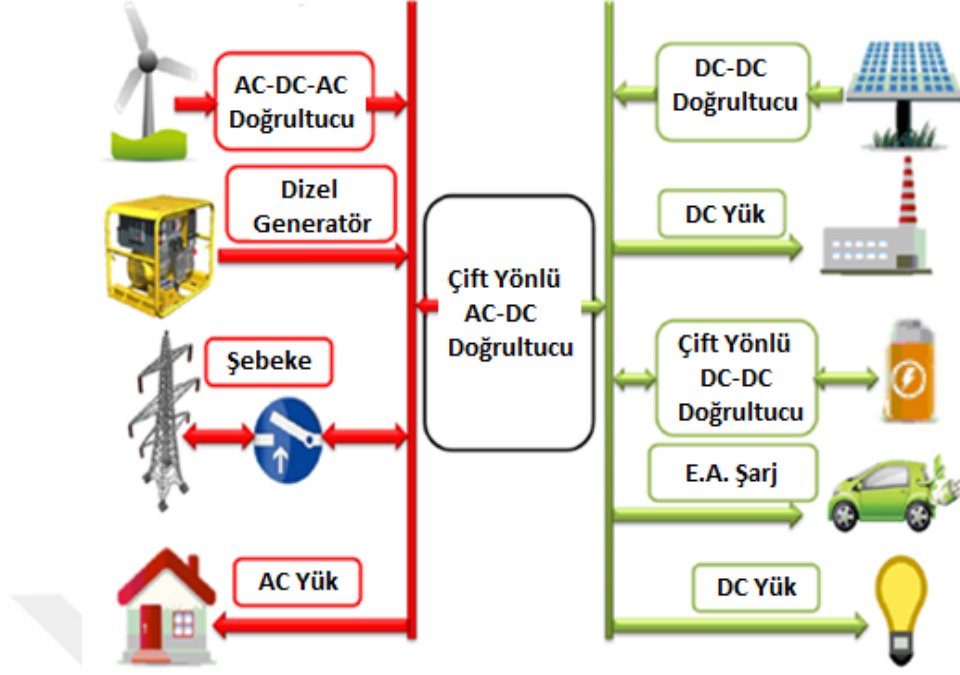 AC-DC-AC
Doğrultucu
Dizel
Generatör
Şebeke
AC Yük
Çift Yönlü
AC-DC
Doğrultucu
DC-DC
Doğrultucu
DC Yük
Çift Yönlü
DC-DC
Doğrultucu
E.A. Şarj
DC Yük